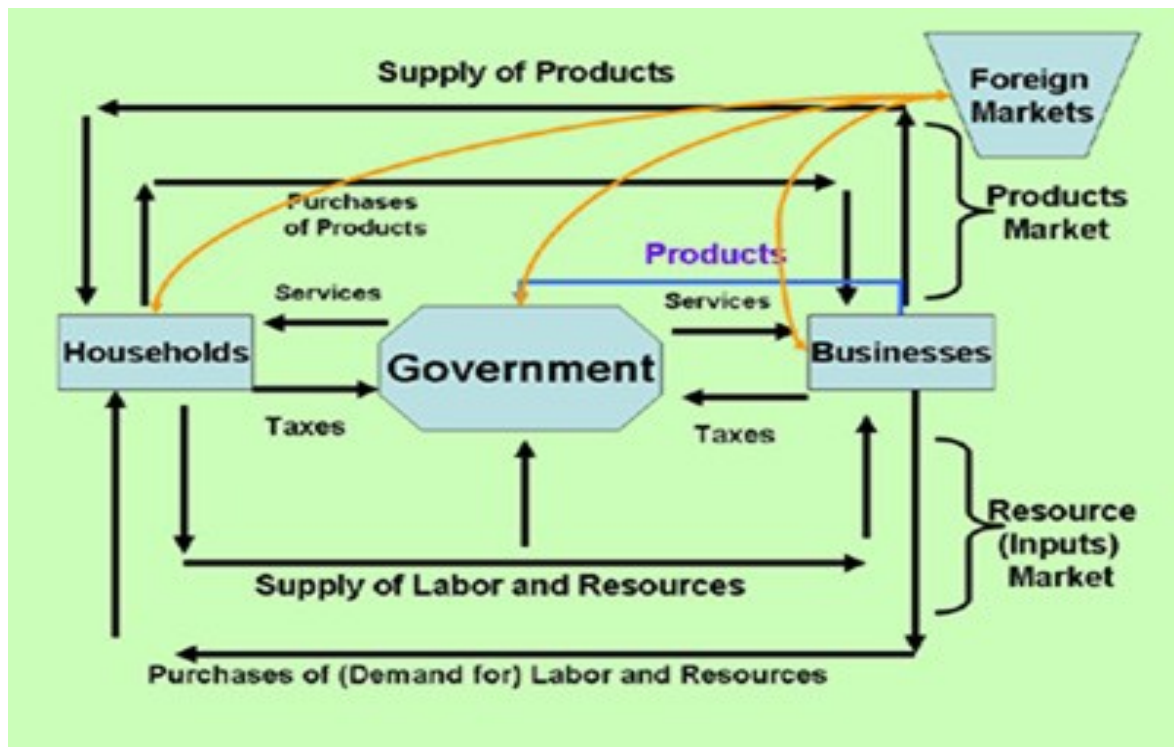 Supply of Products
Foreign
Markets
Purchases
of Products
Products
Market
Products
Services
Services
Households
Government
Businesses
Taxes
Taxes
Resource
(Inputs)
Market
Supply of Labor and Resources
Purchases of (Demand for) Labor and Resources